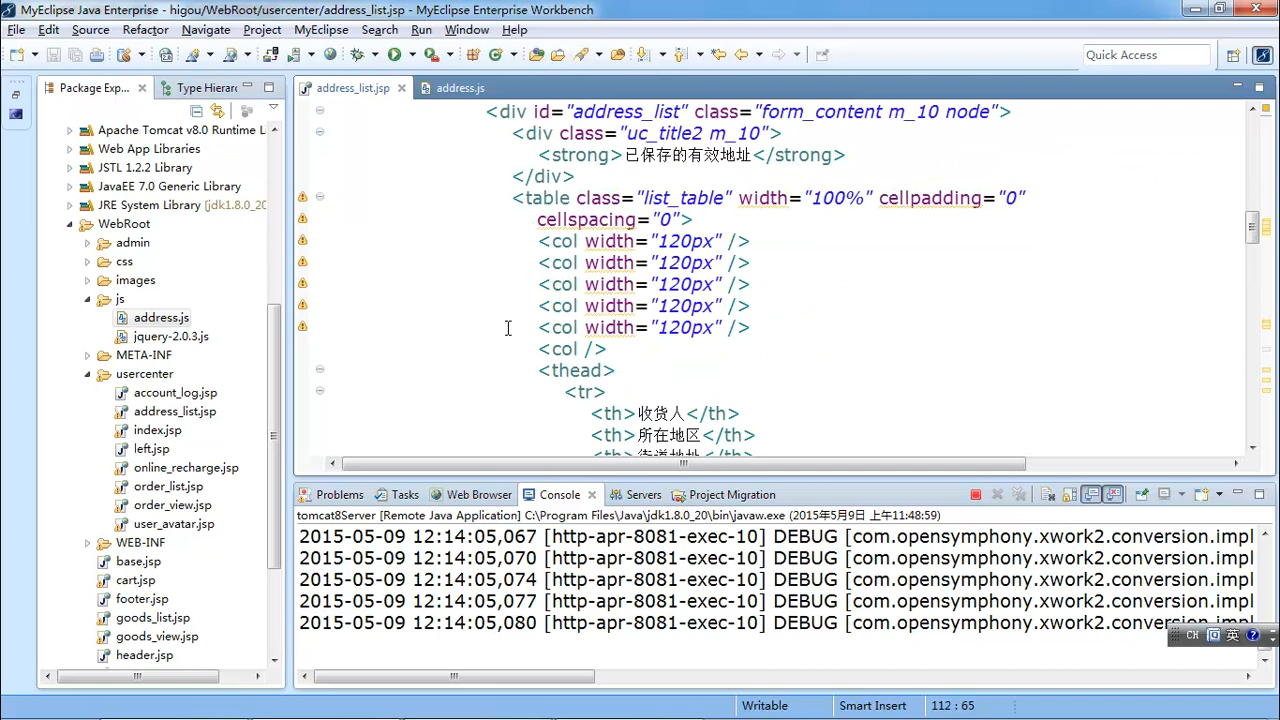 MyEclipse Java Enterprise - higou/WebRoot/usercenter/address_list.jsp - MyEclipse Enterprise Workbench
File Edit Source Refactor Navigate Project MyEclipse Search Run Window Help
Quick Access
Package Exp...
Type Hierarc
address_list.jsp
address.js
Apache Tomcat v8.0 Runtime L
Web App Libraries
JSTL 1.2.2 Library
JavaEE 7.0 Generic Library
JRE System Library [jdk1.8.0_20
WebRoot
admin
css
images
js
address.js
jquery-2.0.3.js
META-INF
usercenter
account_log.jsp
address_list.jsp
index.jsp
left.jsp
online_recharge.jsp
order_list.jsp
order_view.jsp
user_avatar.jsp
WEB-INF
base.jsp
cart.jsp
footer.jsp
goods_list.jsp
goods_view.jsp
header.jsp
<div id="address_list" class="form_content m_10 node">
<div class="uc_title2 m_10">
<strong>已保存的有效地址</strong>
</div>
<table class="list_table" width="100%" cellpadding="0"
cellspacing="0">
<col width="120px" />
<col width="120px" />
<col width="120px" />
<col width="120px" />
<col width="120px" />
<col />
<thead>
<tr>
<th>收货人</th>
<th>所在地区</th>
<th>街道地址</th>
Problems Tasks Web Browser Console Servers Project Migration
tomcat8Server [Remote Java Application] C:\Program Files\Java\jdk1.8.0_20\bin\javaw.exe (2015年5月9日 上午11:48:59)
2015-05-09 12:14:05,067 [http-apr-8081-exec-10] DEBUG [com.opensymphony.xwork2.conversion.impl
2015-05-09 12:14:05,070 [http-apr-8081-exec-10] DEBUG [com.opensymphony.xwork2.conversion.impl
2015-05-09 12:14:05,074 [http-apr-8081-exec-10] DEBUG [com.opensymphony.xwork2.conversion.impl
2015-05-09 12:14:05,077 [http-apr-8081-exec-10] DEBUG [com.opensymphony.xwork2.conversion.impl
2015-05-09 12:14:05,080 [http-apr-8081-exec-10] DEBUG [com.opensymphony.xwork2.conversion.impl
CH 英
Writable Smart Insert 112 : 65